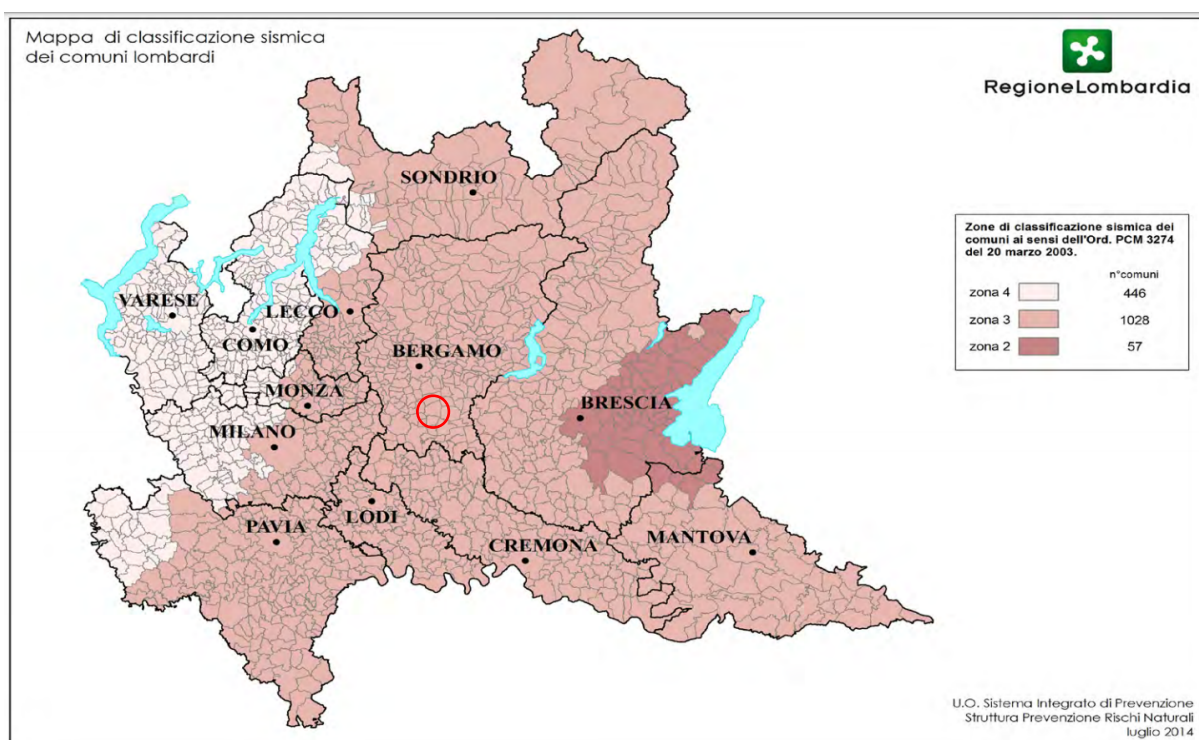 Mappa di classificazione sismica
dei comuni lombardi
RegioneLombardia
SONDRIO
VARESE
LECCO
COMO
BERGAMO
MONZA
BRESCIA
MILANO
LODI
PAVIA
CREMONA
MANTOVA
Zone di classificazione sismica dei
comuni ai sensi dell'Ord. PCM 3274
del 20 marzo 2003.
n°comuni
zona 4 446
zona 3 1028
zona 2 57
U.O. Sistema Integrato di Prevenzione
Struttura Prevenzione Rischi Naturali
luglio 2014